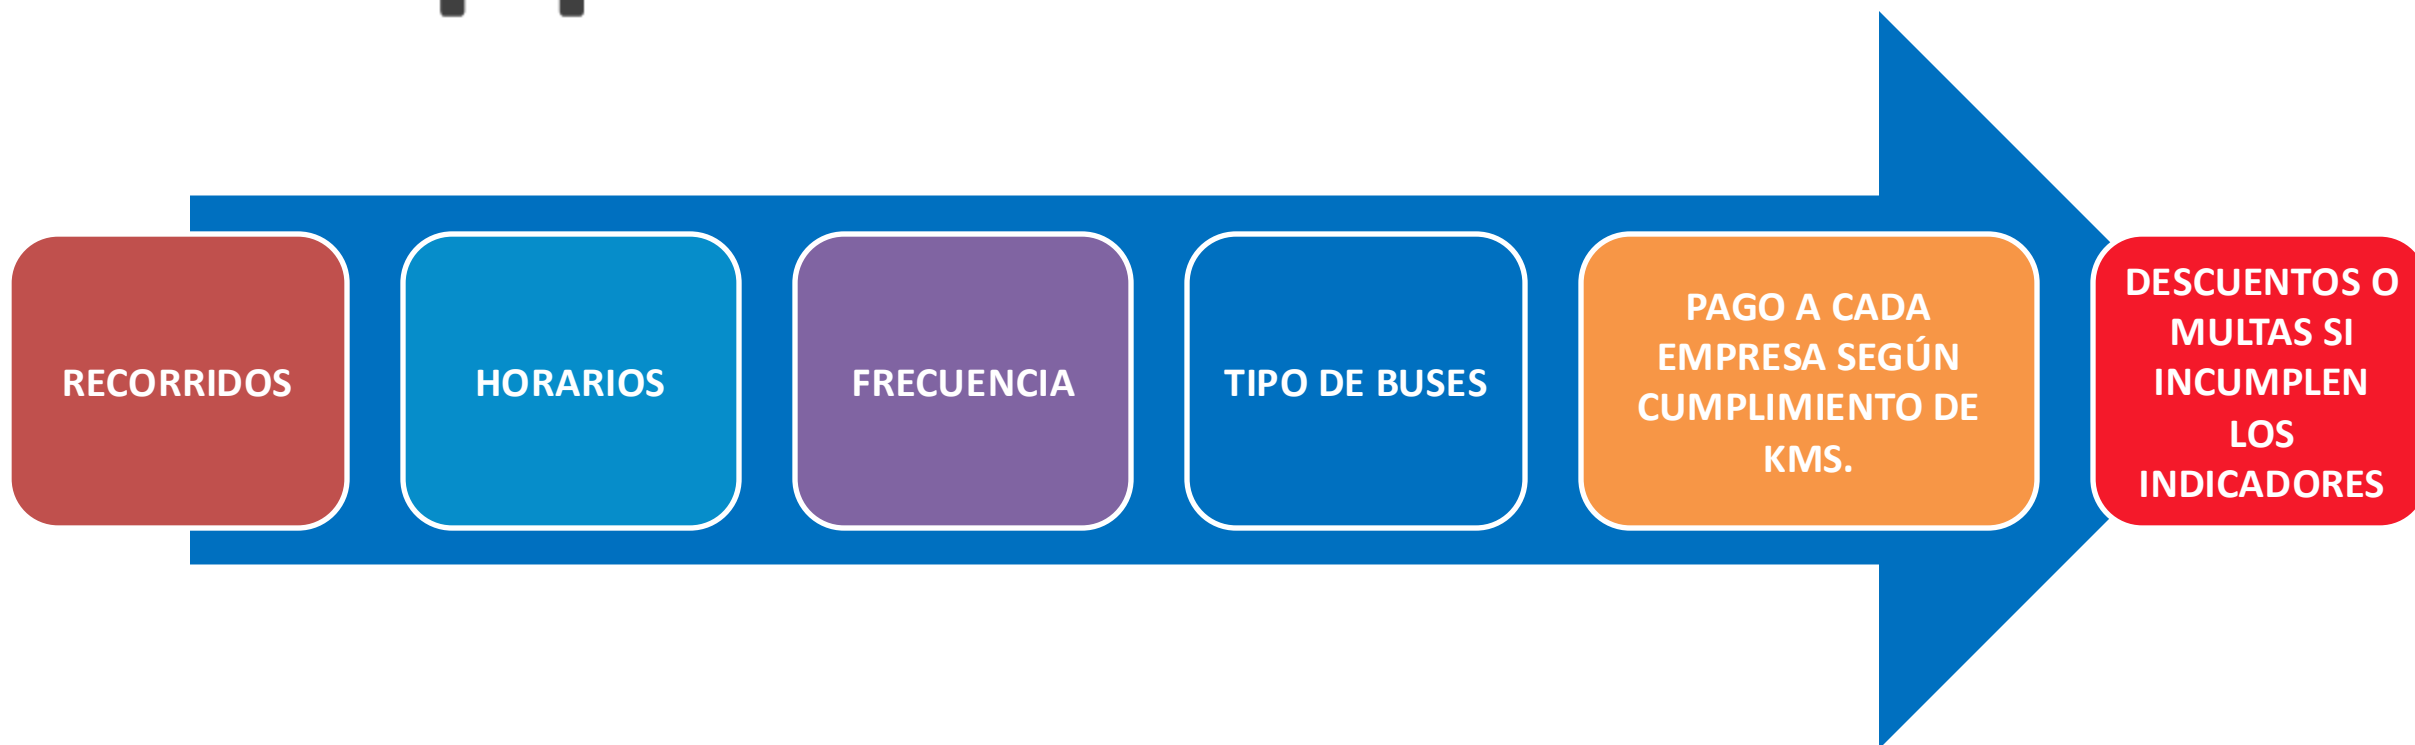 RECORRIDOS
HORARIOS
FRECUENCIA
TIPO DE BUSES
PAGO A CADA
EMPRESA SEGÚN
CUMPLIMIENTO DE
KMS.
DESCUENTOS O
MULTAS SI
INCUMPLEN
LOS
INDICADORES